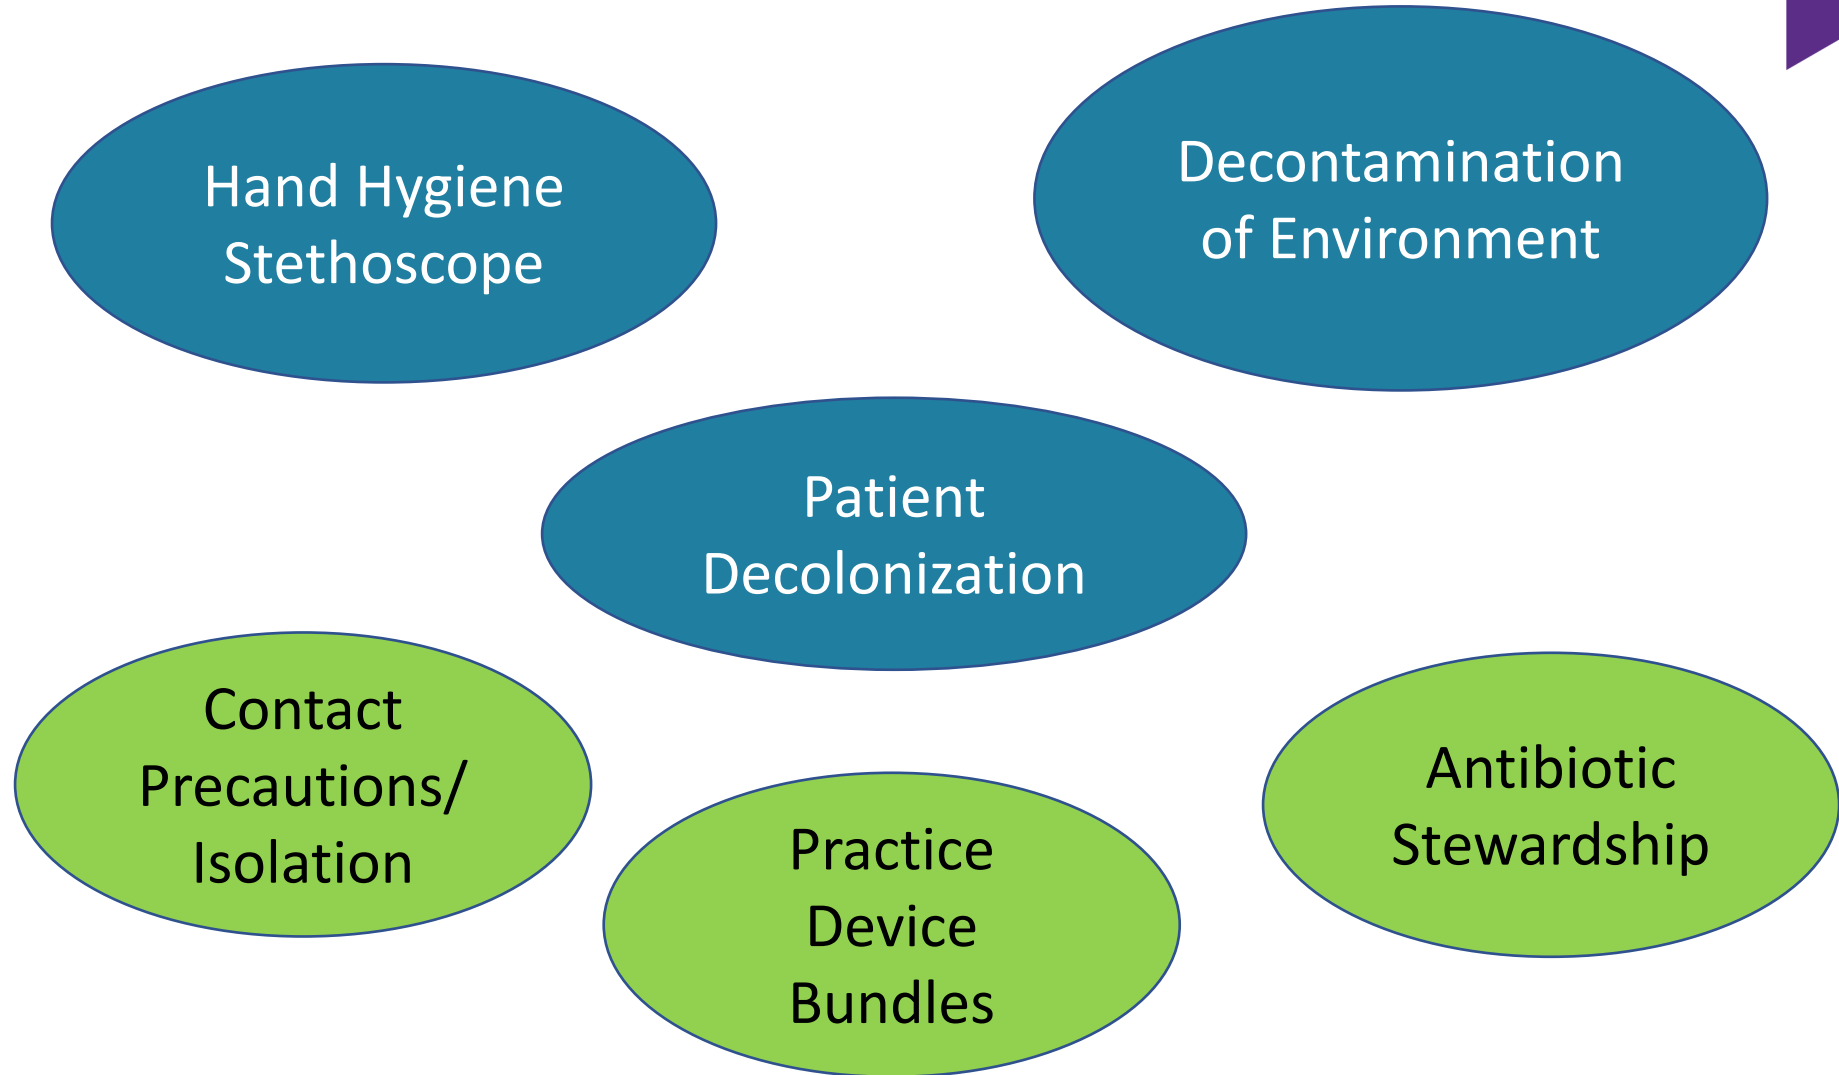 Hand Hygiene
Stethoscope
Decontamination
of Environment
Patient
Decolonization
Contact
Precautions/
Isolation
Practice
Device
Bundles
Antibiotic
Stewardship